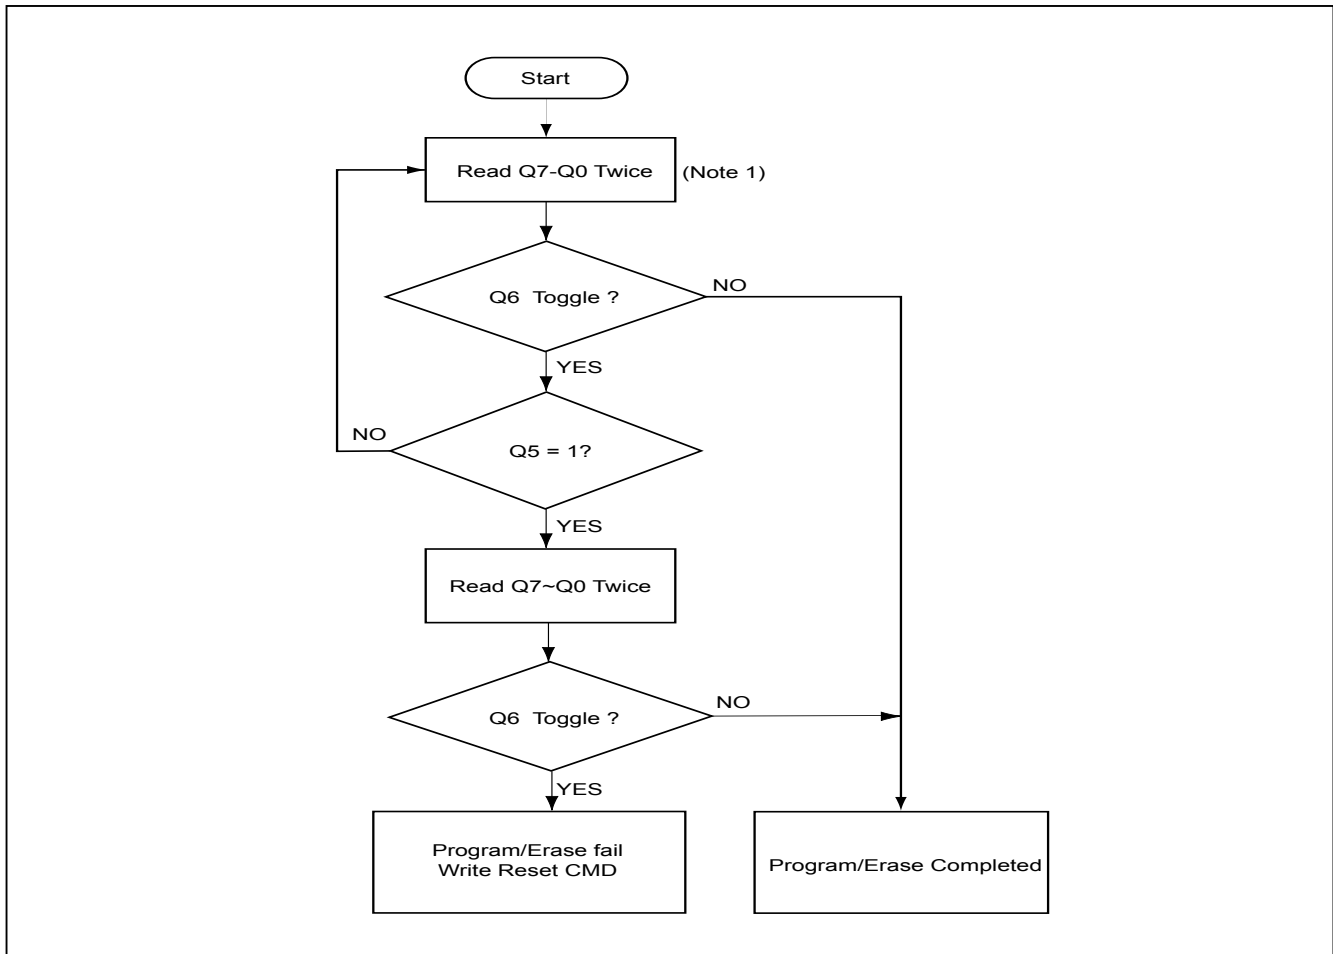 Start
Read Q7-Q0 Twice
(Note 1)
Q6 Toggle ?
NO
YES
NO
Q5 = 1?
YES
Read Q7~Q0 Twice
Q6 Toggle ?
NO
YES
Program/Erase fail
Write Reset CMD
Program/Erase Completed